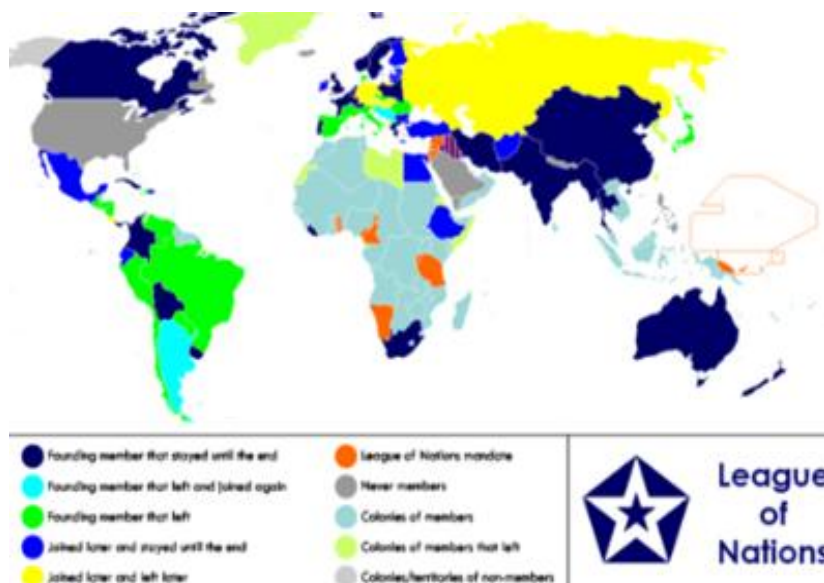 Founding member that stayed until the end
Founding member that left and joined again
Founding member that left
Joined later and stayed until the end
Joined later and left later
League of Nations mandate
Never members
Colonies of members
Colonies of members that left
Colonies/territories of non-members
League
of
Nations